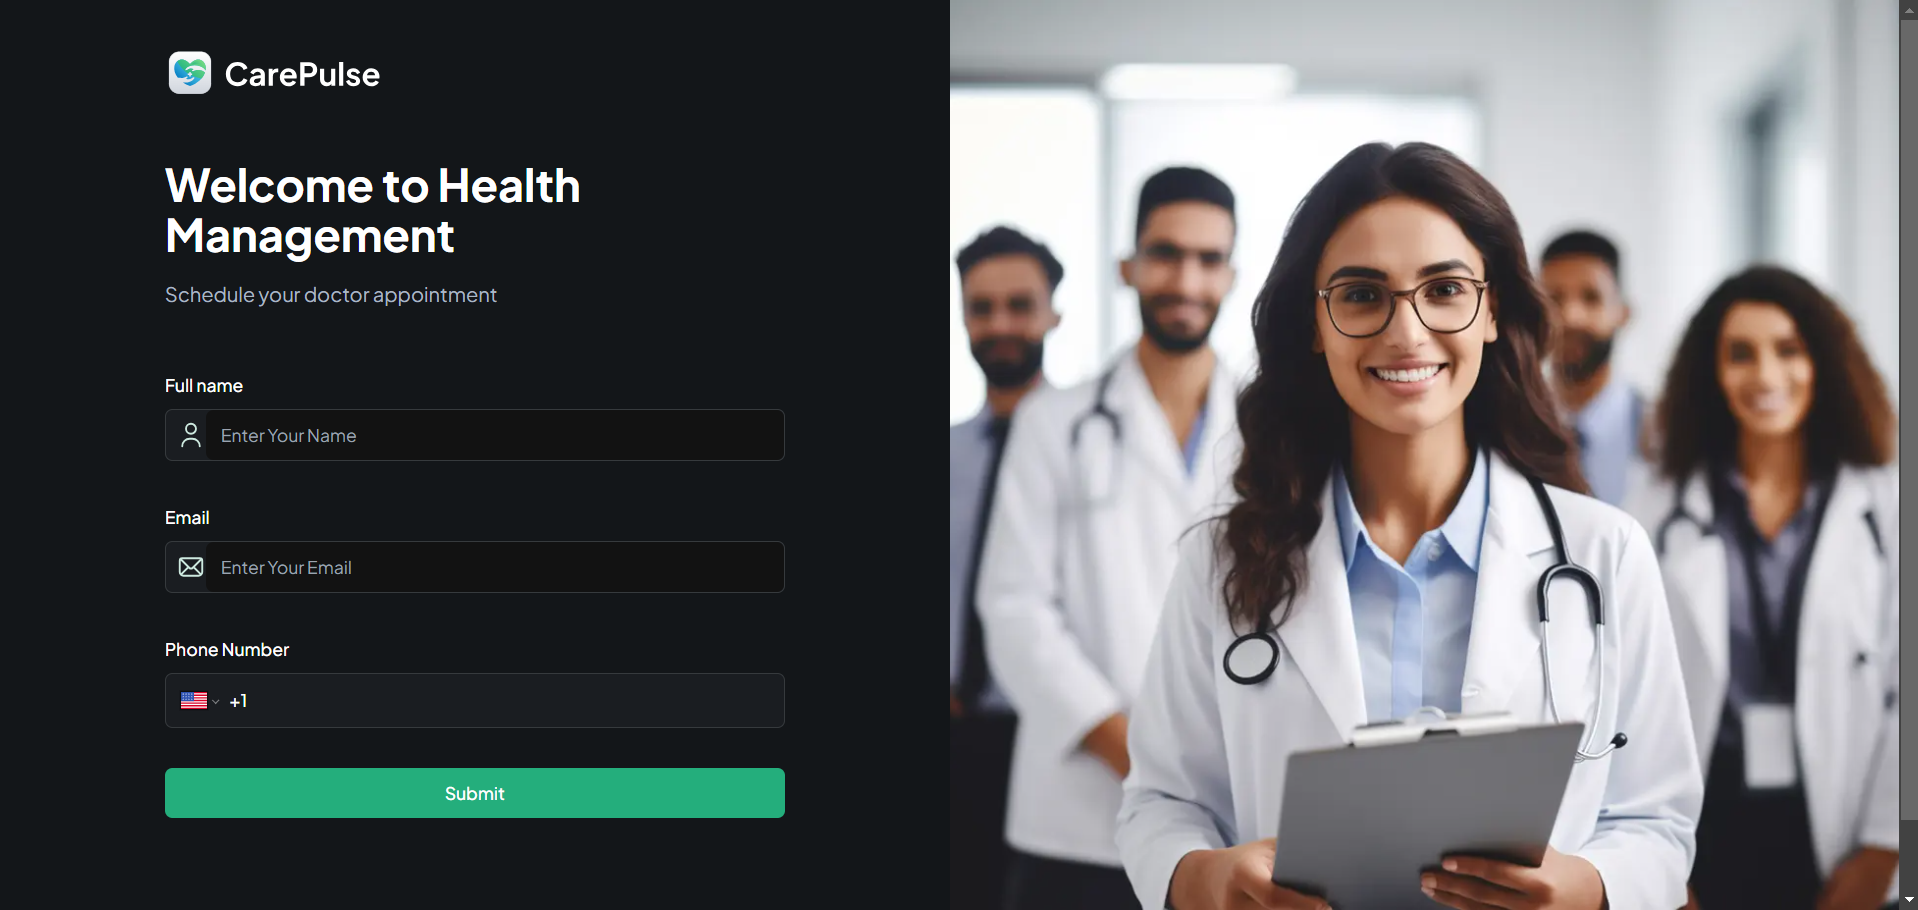 CarePulse
Welcome to Health
Management
Schedule your doctor appointment
Full name
Enter Your Name
Email
Enter Your Email
Phone Number
+1
Submit